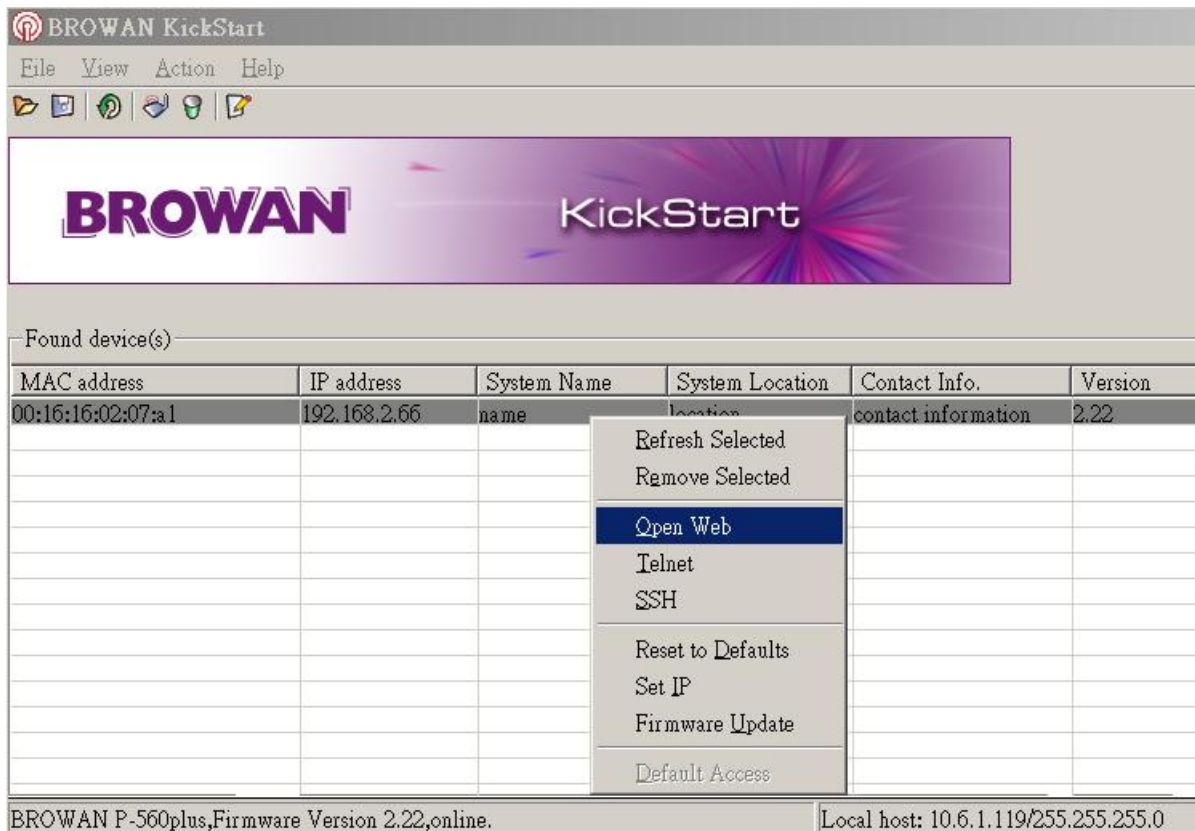 BROWAN KickStart
File View Action Help
BROWAN KickStart
Found device(s)
MAC address IP address System Name System Location Contact Info. Version
00:16:16:02:07:a1 192.168.2.66 name location contact information 2.22
Refresh Selected
Remove Selected
Open Web
Telnet
SSH
Reset to Defaults
Set IP
Firmware Update
Default Access
BROWAN P-560plus,Firmware Version 2.22,online. Local host: 10.6.1.119/255.255.255.0